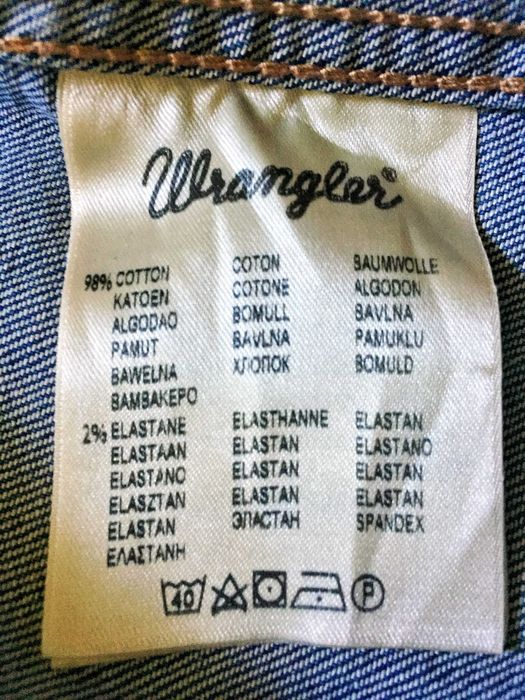 Wrangler®
98% COTTON COTON BAUMWOLLE
KATOEN COTONE ALGODON
ALGODAO BOMULL BAVLNA
PAMUT BAVLNA PAMUKLU
BAWELNA ХЛОПОК BOMULD
ΒΑΜΒΑΚΕΡΟ
2% ELASTANE ELASTHANNE ELASTAN
ELASTAAN ELASTAN ELASTANO
ELASTANO ELASTAN ELASTAN
ELASZTAN ELASTAN ELASTAN
ELASTAN ЭЛАСТАН SPANDEX
ΕΛΑΣΤΑΝΗ
40 P